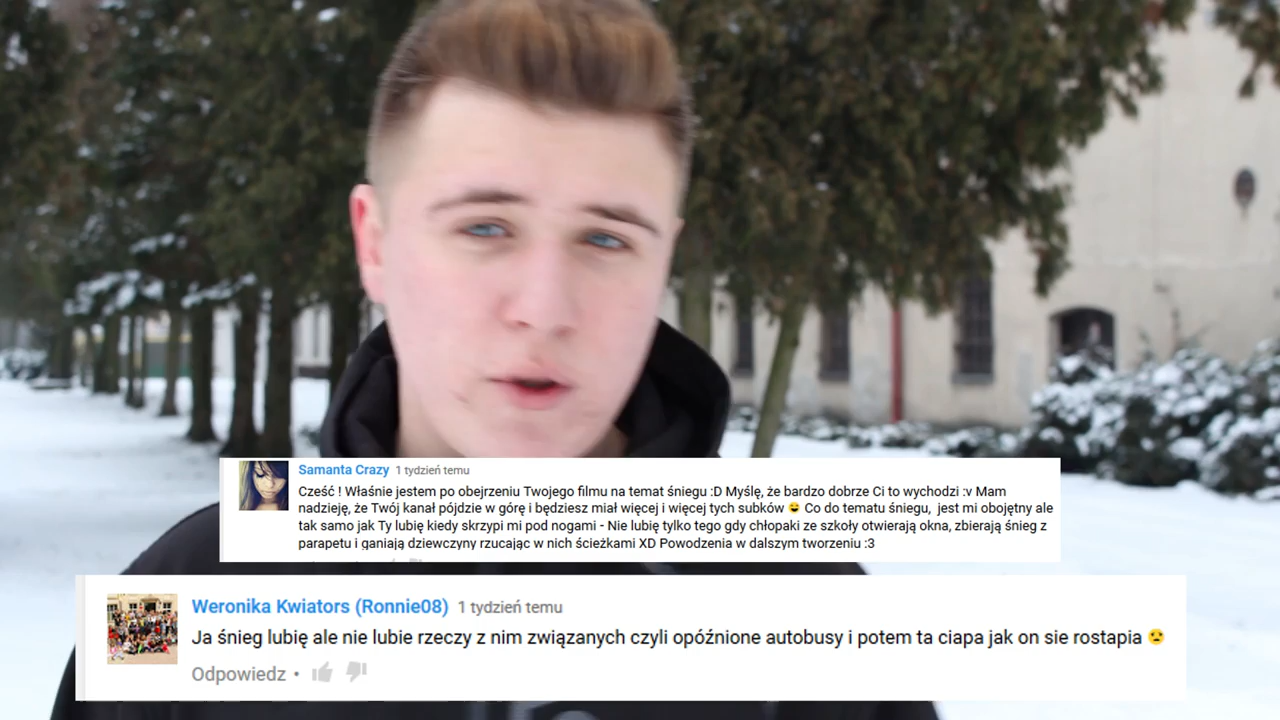 Samanta Crazy 1 tydzień temu
Cześć ! Właśnie jestem po obejrzeniu Twojego filmu na temat śniegu :D Myślę, że bardzo dobrze Ci to wychodzi :v Mam
nadzieję, że Twój kanał pójdzie w górę i będziesz miał więcej i więcej tych subków 😄 Co do tematu śniegu, jest mi obojętny ale
tak samo jak Ty lubię kiedy skrzypi mi pod nogami - Nie lubię tylko tego gdy chłopaki ze szkoły otwierają okna, zbierają śnieg z
parapetu i ganiają dziewczyny rzucając w nich ścieżkami XD Powodzenia w dalszym tworzeniu :3
Weronika Kwiators (Ronnie08) 1 tydzień temu
Ja śnieg lubię ale nie lubie rzeczy z nim związanych czyli opóźnione autobusy i potem ta ciapa jak on sie rostapia 😟
Odpowiedz •